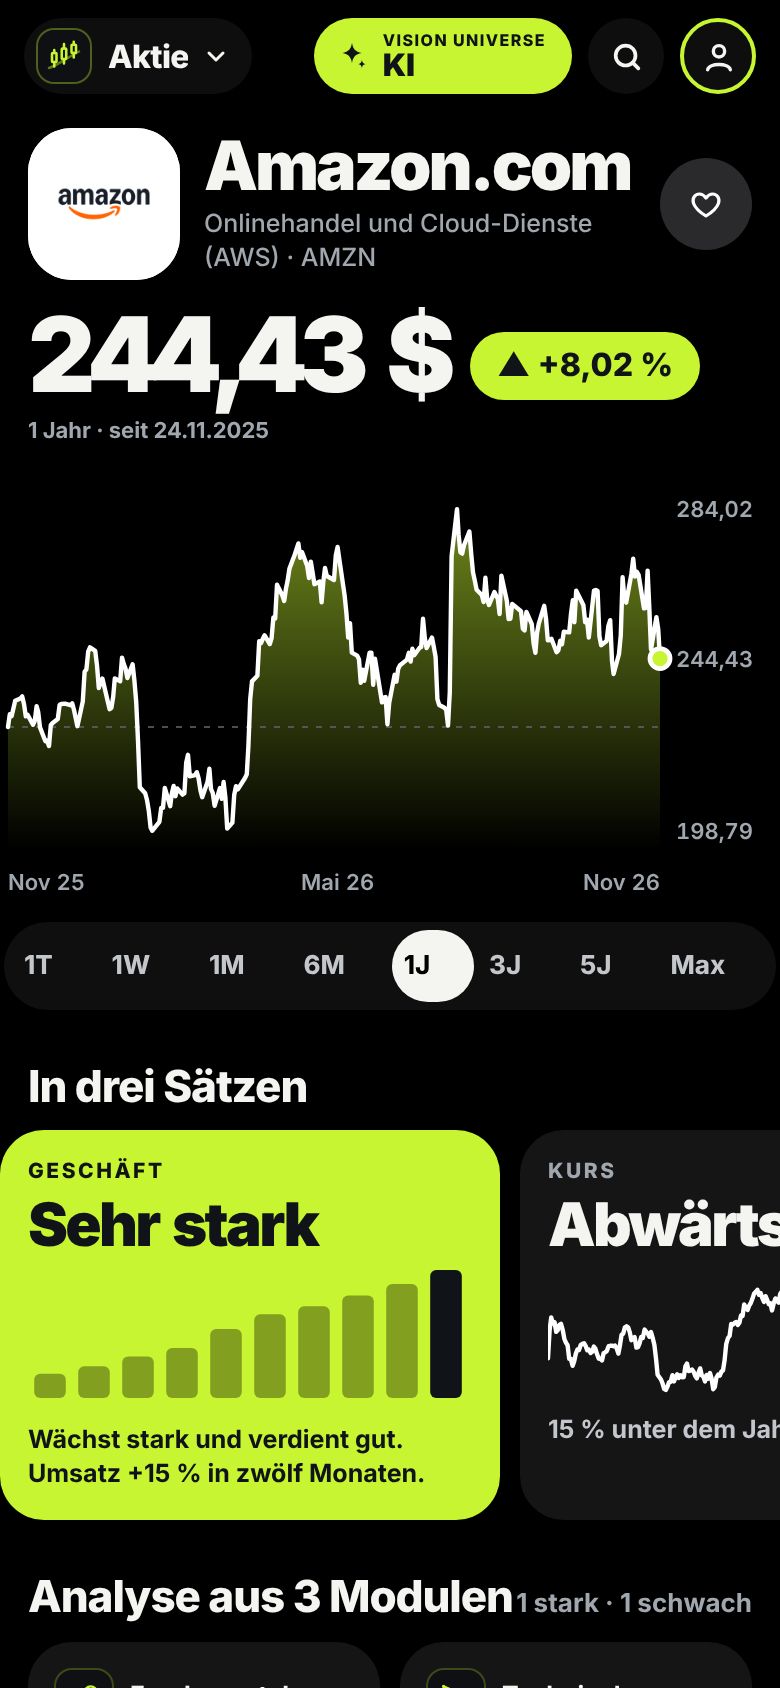 Aktie
VISION UNIVERSE
KI
amazon
Amazon.com
Onlinehandel und Cloud-Dienste
(AWS) · AMZN
244,43 $
▲ +8,02 %
1 Jahr · seit 24.11.2025
284,02
244,43
198,79
Nov 25 Mai 26 Nov 26
1T 1W 1M 6M 1J 3J 5J Max
In drei Sätzen
GESCHÄFT
Sehr stark
Wächst stark und verdient gut.
Umsatz +15 % in zwölf Monaten.
KURS
Abwärts
15 % unter dem Jah
Analyse aus 3 Modulen
1 stark · 1 schwach